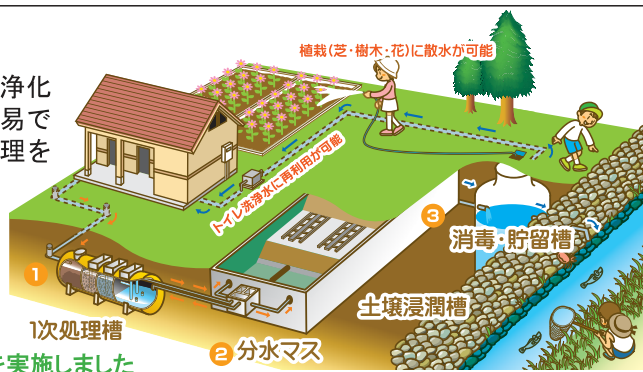 植栽(芝・樹木・花)に散水が可能
浄化
易で
理を
トイレ洗浄水に再利用が可能
3
消毒・貯留槽
1
土壌浸潤槽
1次処理槽
2 分水マス
を実施しました